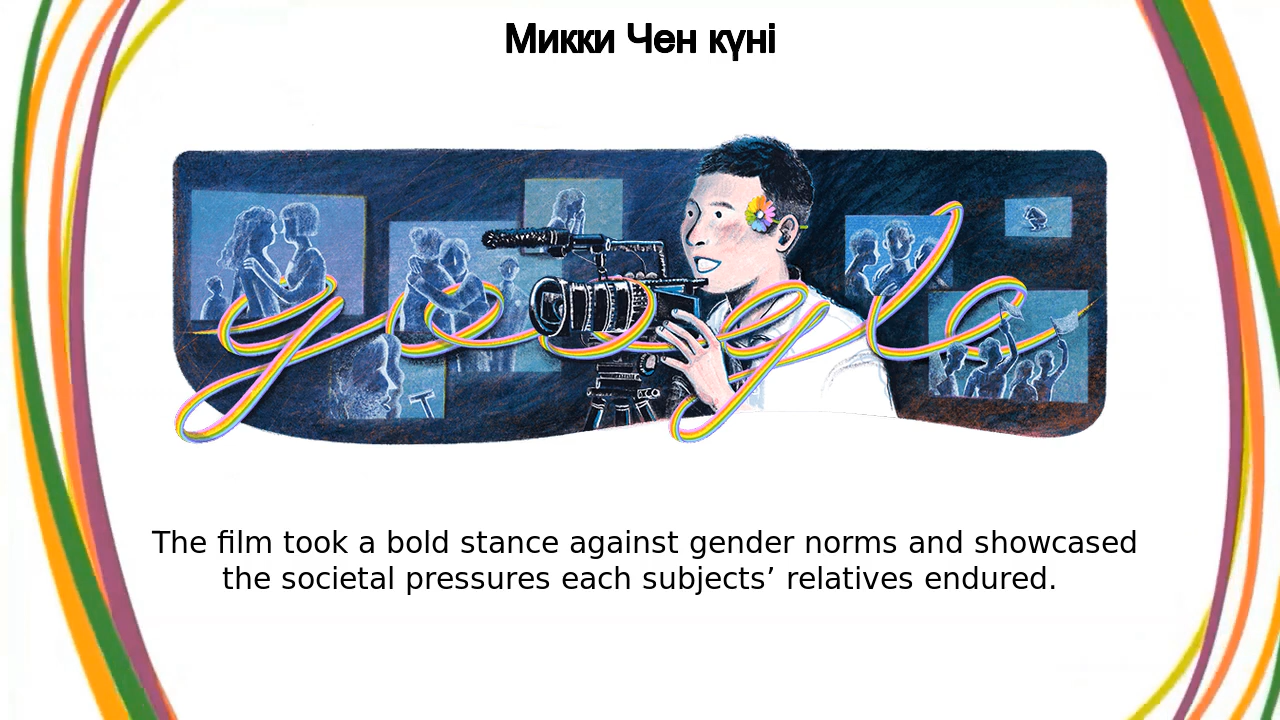 Микки Чен күні
google
The film took a bold stance against gender norms and showcased
the societal pressures each subjects’ relatives endured.